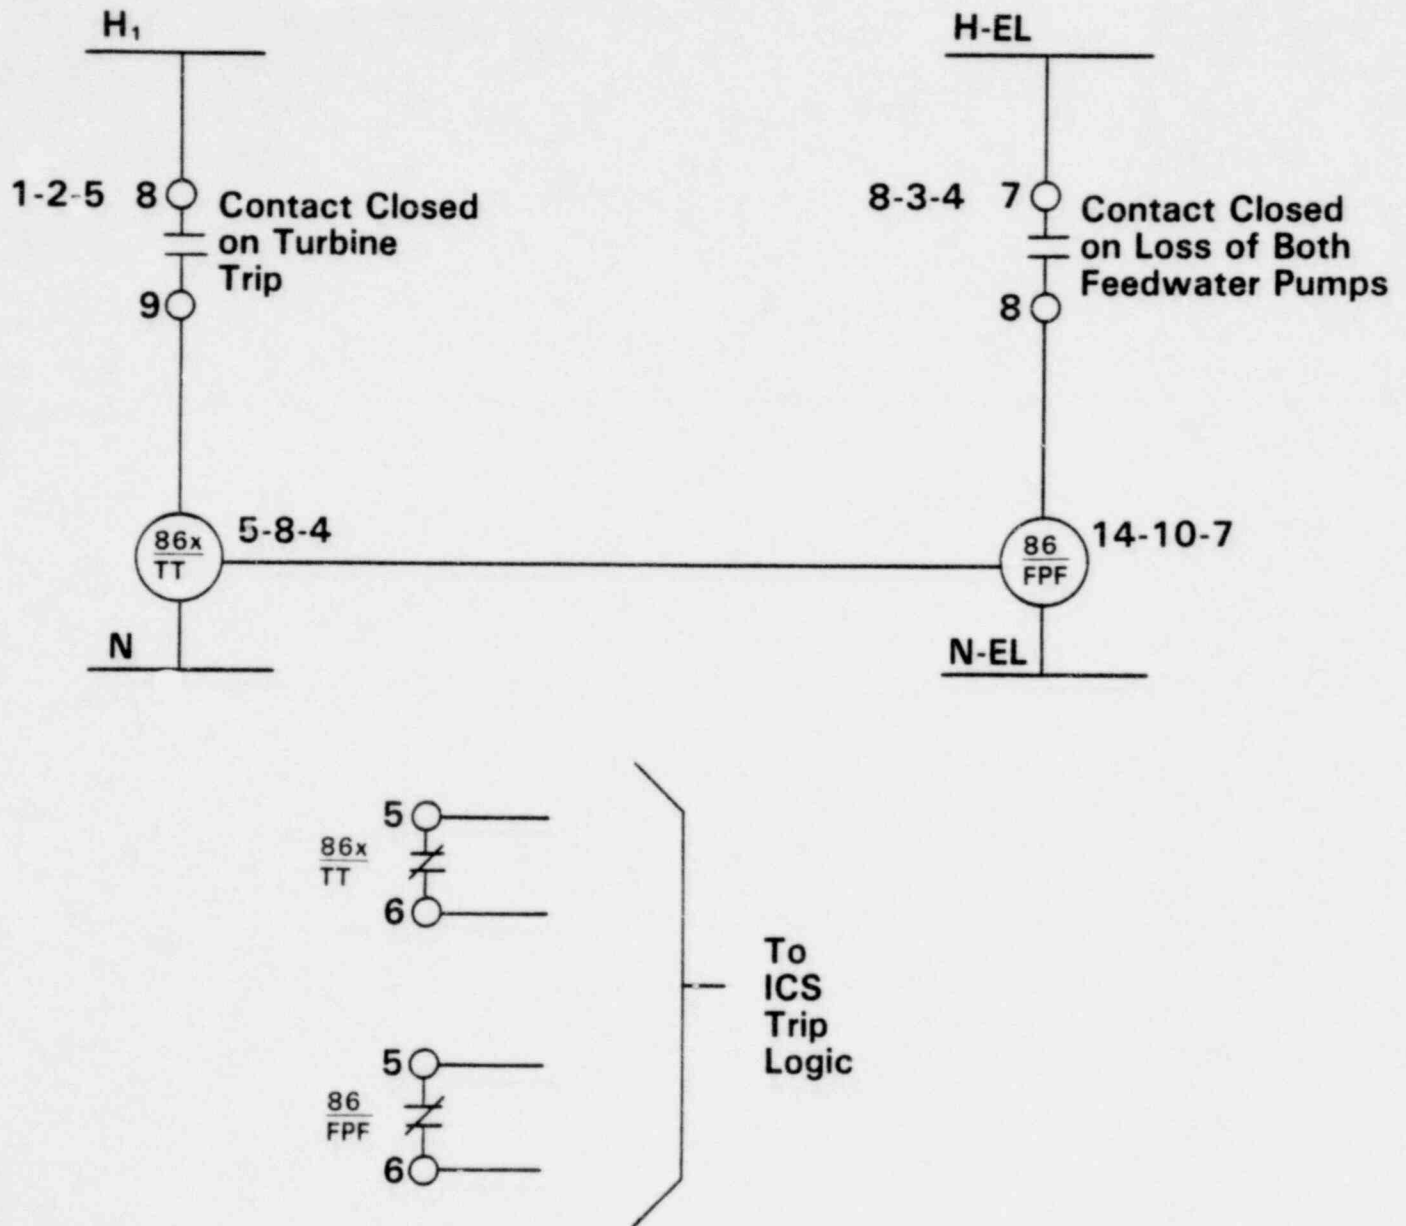 H₁
H-EL
1-2-5 8
Contact Closed
on Turbine
Trip
9
8-3-4 7
Contact Closed
on Loss of Both
Feedwater Pumps
8
86x
TT
5-8-4
86
FPF
14-10-7
N
N-EL
5
86x
TT
6
5
86
FPF
6
To
ICS
Trip
Logic